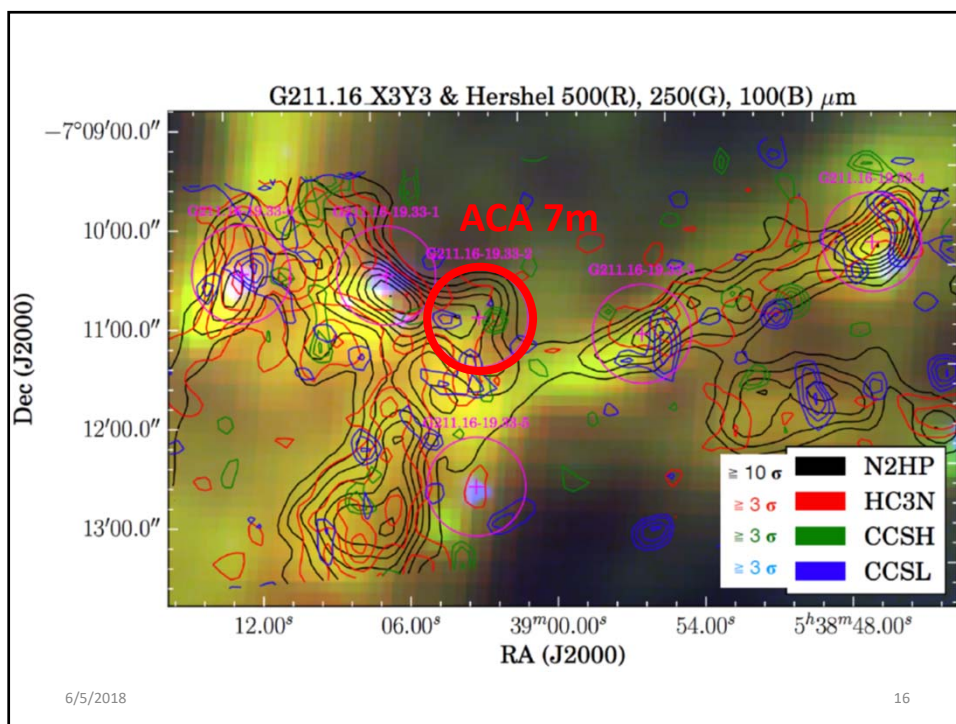 G211.16_X3Y3 & Hershel 500(R), 250(G), 100(B) μm
−7°09′00.0″
10′00.0″
11′00.0″
12′00.0″
13′00.0″
Dec (J2000)
G211.16-19.33-1
G211.16-19.33-4
ACA 7m
G211.16-19.33-2
G211.16-19.33-5
≧ 10 σ N2HP
≧ 3 σ HC3N
≧ 3 σ CCSH
≧ 3 σ CCSL
12.00ˢ 06.00ˢ 39ᵐ00.00ˢ 54.00ˢ 5ʰ38ᵐ48.00ˢ
RA (J2000)
6/5/2018 16